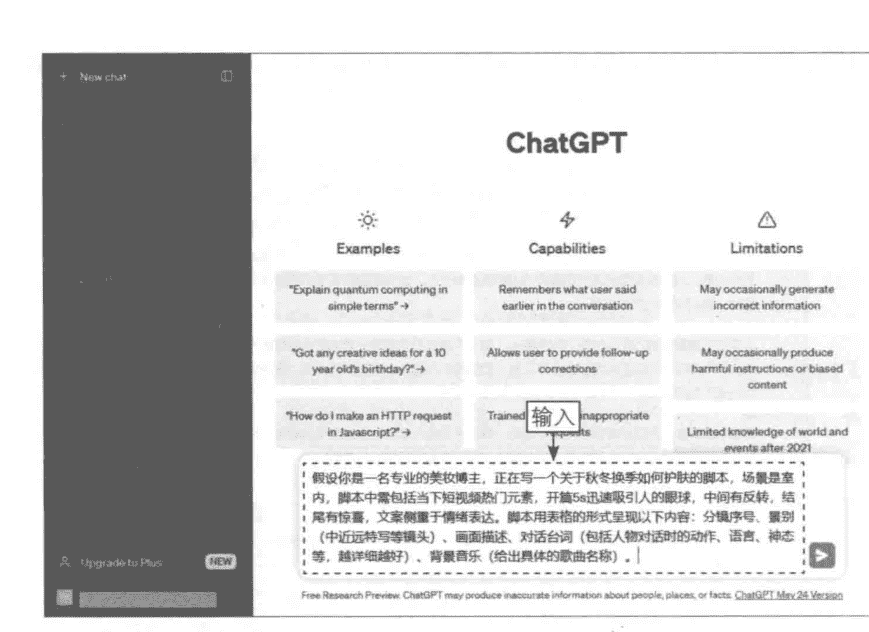 + New chat
ChatGPT
Examples
Capabilities
Limitations
"Explain quantum computing in
simple terms" →
Remembers what user said
earlier in the conversation
May occasionally generate
incorrect information
"Got any creative ideas for a 10
year old's birthday?" →
Allows user to provide follow-up
corrections
May occasionally produce
harmful instructions or biased
content
"How do I make an HTTP request
in Javascript?" →
Trained
inappropriate
输入
Limited knowledge of world and
events after 2021
假设你是一名专业的美妆博主，正在写一个关于秋冬换季如何护肤的脚本，场景是室
内，脚本中需包括当下短视频热门元素，开篇5s迅速吸引人的眼球，中间有反转，结
尾有惊喜，文案侧重于情绪表达。脚本用表格的形式呈现以下内容：分镜序号、景别
（中近远特写等镜头）、画面描述、对话台词（包括人物对话时的动作、语言、神态
等，越详细越好）、背景音乐（给出具体的歌曲名称）。
Upgrade to Plus
NEW
Free Research Preview. ChatGPT may produce inaccurate information about people, places, or facts. ChatGPT May 24 Version